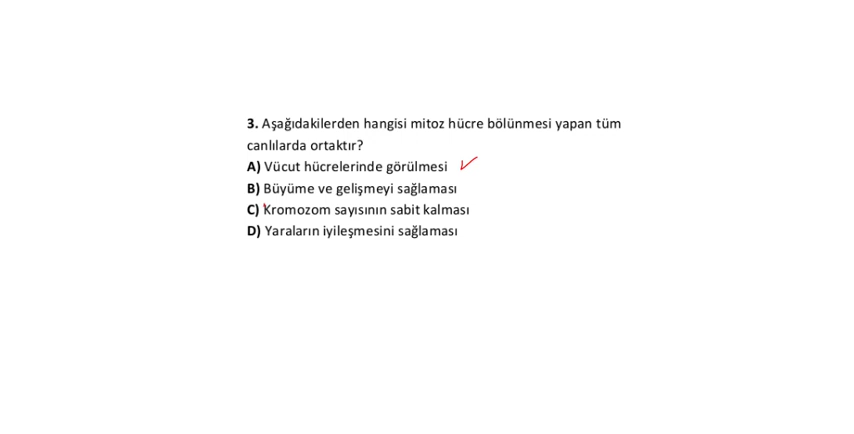 3. Aşağıdakilerden hangisi mitoz hücre bölünmesi yapan tüm
canlılarda ortaktır?
A) Vücut hücrelerinde görülmesi
B) Büyüme ve gelişmeyi sağlaması
C) Kromozom sayısının sabit kalması
D) Yaraların iyileşmesini sağlaması